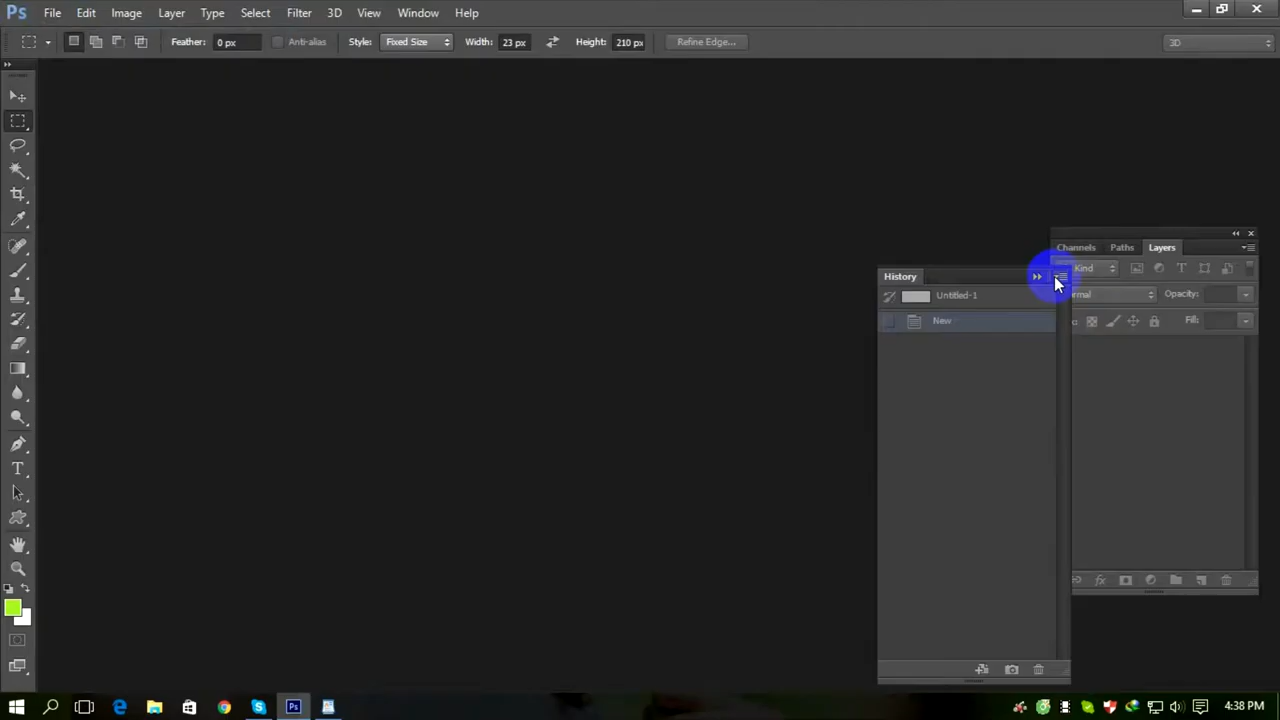 Ps File Edit Image Layer Type Select Filter 3D View Window Help
Feather: 0 px Anti-alias Style: Fixed Size Width: 23 px Height: 210 px Refine Edge... 3D
Channels Paths Layers
Kind
History
Untitled-1
Opacity:
New
Fill:
T
Ps
4:38 PM